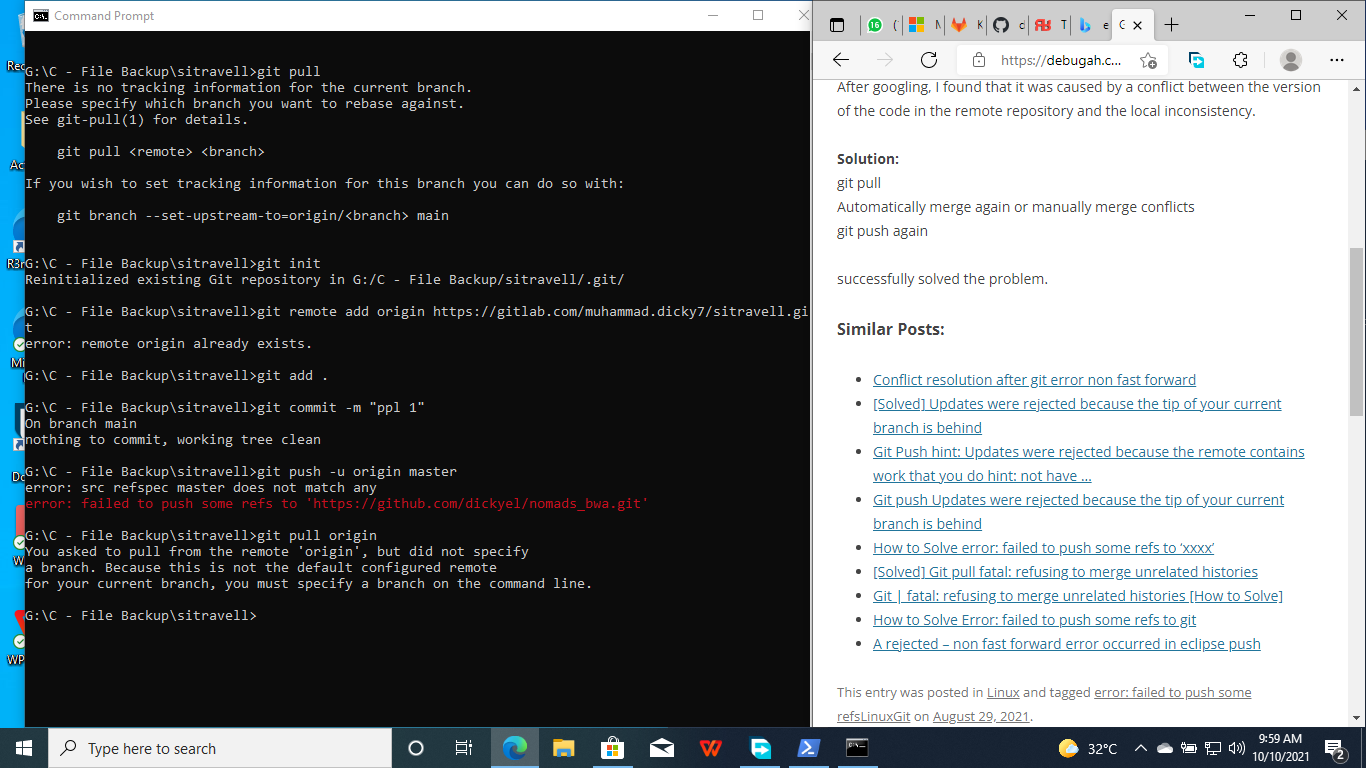 Command Prompt
G:\C - File Backup\sitravell>git pull
There is no tracking information for the current branch.
Please specify which branch you want to rebase against.
See git-pull(1) for details.
git pull <remote> <branch>
If you wish to set tracking information for this branch you can do so with:
git branch --set-upstream-to=origin/<branch> main
G:\C - File Backup\sitravell>git init
Reinitialized existing Git repository in G:/C - File Backup/sitravell/.git/
G:\C - File Backup\sitravell>git remote add origin https://gitlab.com/muhammad.dicky7/sitravell.gi
t
error: remote origin already exists.
G:\C - File Backup\sitravell>git add .
G:\C - File Backup\sitravell>git commit -m "ppl 1"
On branch main
nothing to commit, working tree clean
G:\C - File Backup\sitravell>git push -u origin master
error: src refspec master does not match any
error: failed to push some refs to 'https://github.com/dickyel/nomads_bwa.git'
G:\C - File Backup\sitravell>git pull origin
You asked to pull from the remote 'origin', but did not specify
a branch. Because this is not the default configured remote
for your current branch, you must specify a branch on the command line.
G:\C - File Backup\sitravell>
https://debugah.c...
After googling, I found that it was caused by a conflict between the version
of the code in the remote repository and the local inconsistency.
Solution:
git pull
Automatically merge again or manually merge conflicts
git push again
successfully solved the problem.
Similar Posts:
Conflict resolution after git error non fast forward
[Solved] Updates were rejected because the tip of your current
branch is behind
Git Push hint: Updates were rejected because the remote contains
work that you do hint: not have ...
Git push Updates were rejected because the tip of your current
branch is behind
How to Solve error: failed to push some refs to ‘xxxx’
[Solved] Git pull fatal: refusing to merge unrelated histories
Git | fatal: refusing to merge unrelated histories [How to Solve]
How to Solve Error: failed to push some refs to git
A rejected – non fast forward error occurred in eclipse push
This entry was posted in Linux and tagged error: failed to push some
refsLinuxGit on August 29, 2021.
Type here to search
32°C
9:59 AM
10/10/2021
2